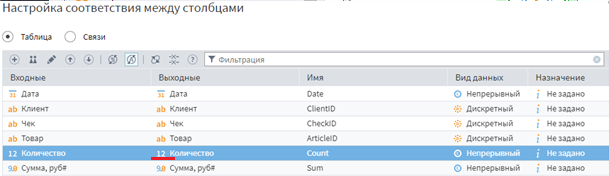 Настройка соответствия между столбцами
Таблица Связи
Фильтрация
Входные Выходные Имя Вид данных Назначение
31 Дата 31 Дата Date Непрерывный Не задано
ab Клиент ab Клиент ClientID Дискретный Не задано
ab Чек ab Чек CheckID Дискретный Не задано
ab Товар ab Товар ArticleID Дискретный Не задано
12 Количество 12 Количество Count Непрерывный Не задано
9.0 Сумма, руб# 9.0 Сумма, руб# Sum Непрерывный Не задано